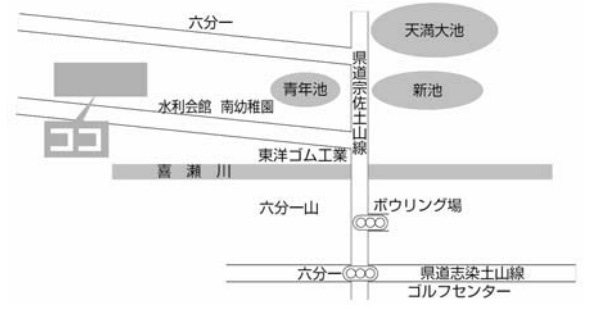 六分一
天満大池
県道宗佐土山線
青年池
新池
水利会館 南幼稚園
ココ
東洋ゴム工業
喜瀬川
六分一山
ボウリング場
六分一
県道志染土山線
ゴルフセンター